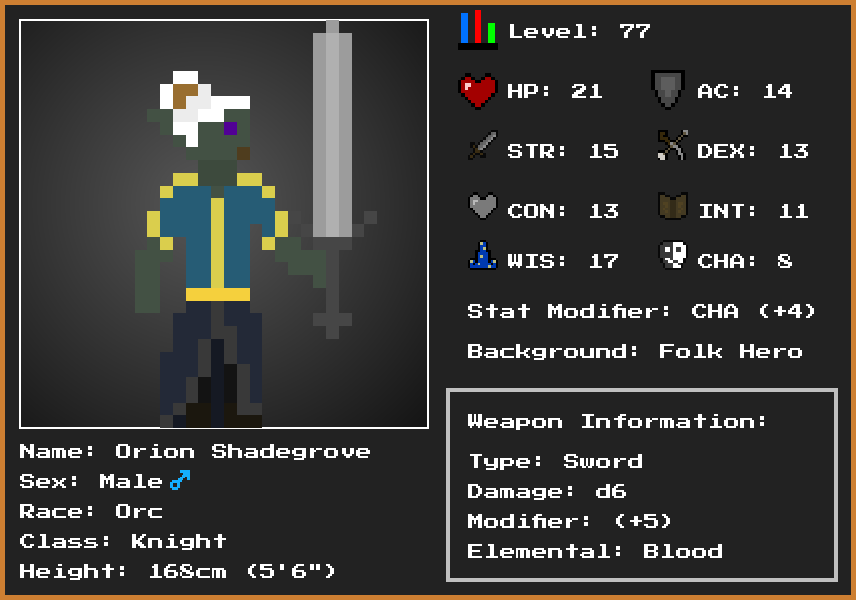 Level: 77
HP: 21
AC: 14
STR: 15
DEX: 13
CON: 13
INT: 11
WIS: 17
CHA: 8
Stat Modifier: CHA (+4)
Background: Folk Hero
Name: Orion Shadegrove
Sex: Male ♂
Race: Orc
Class: Knight
Height: 168cm (5'6")
Weapon Information:
Type: Sword
Damage: d6
Modifier: (+5)
Elemental: Blood